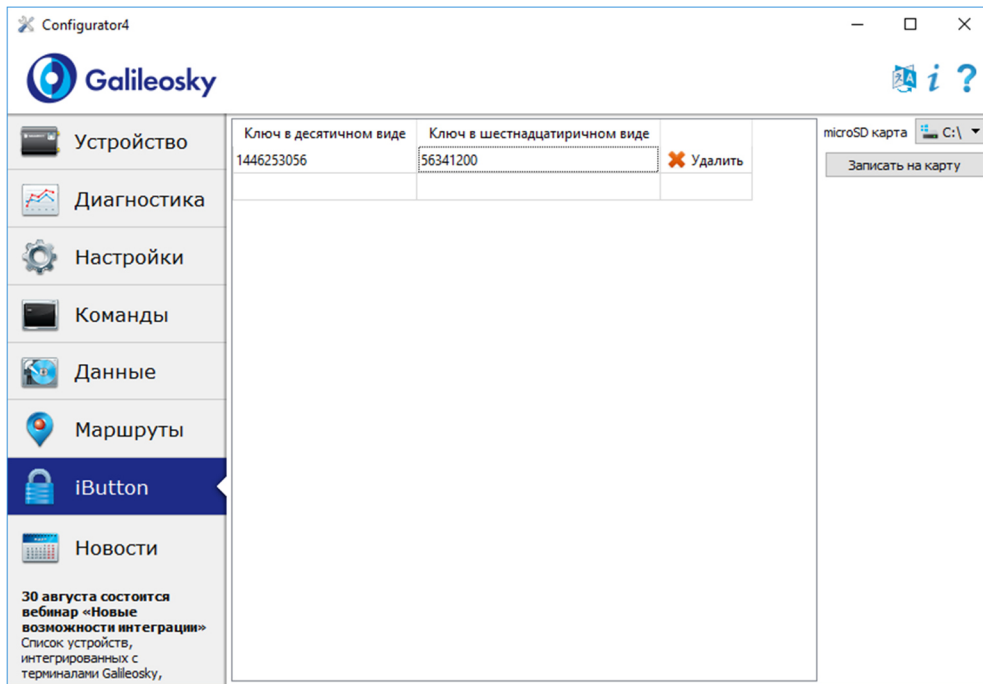 Configurator4
Galileosky
Устройство
Диагностика
Настройки
Команды
Данные
Маршруты
iButton
Новости
30 августа состоится
вебинар «Новые
возможности интеграции»
Список устройств,
интегрированных с
терминалами Galileosky,
Ключ в десятичном виде Ключ в шестнадцатиричном виде
1446253056 56341200 Удалить
microSD карта C:\
Записать на карту